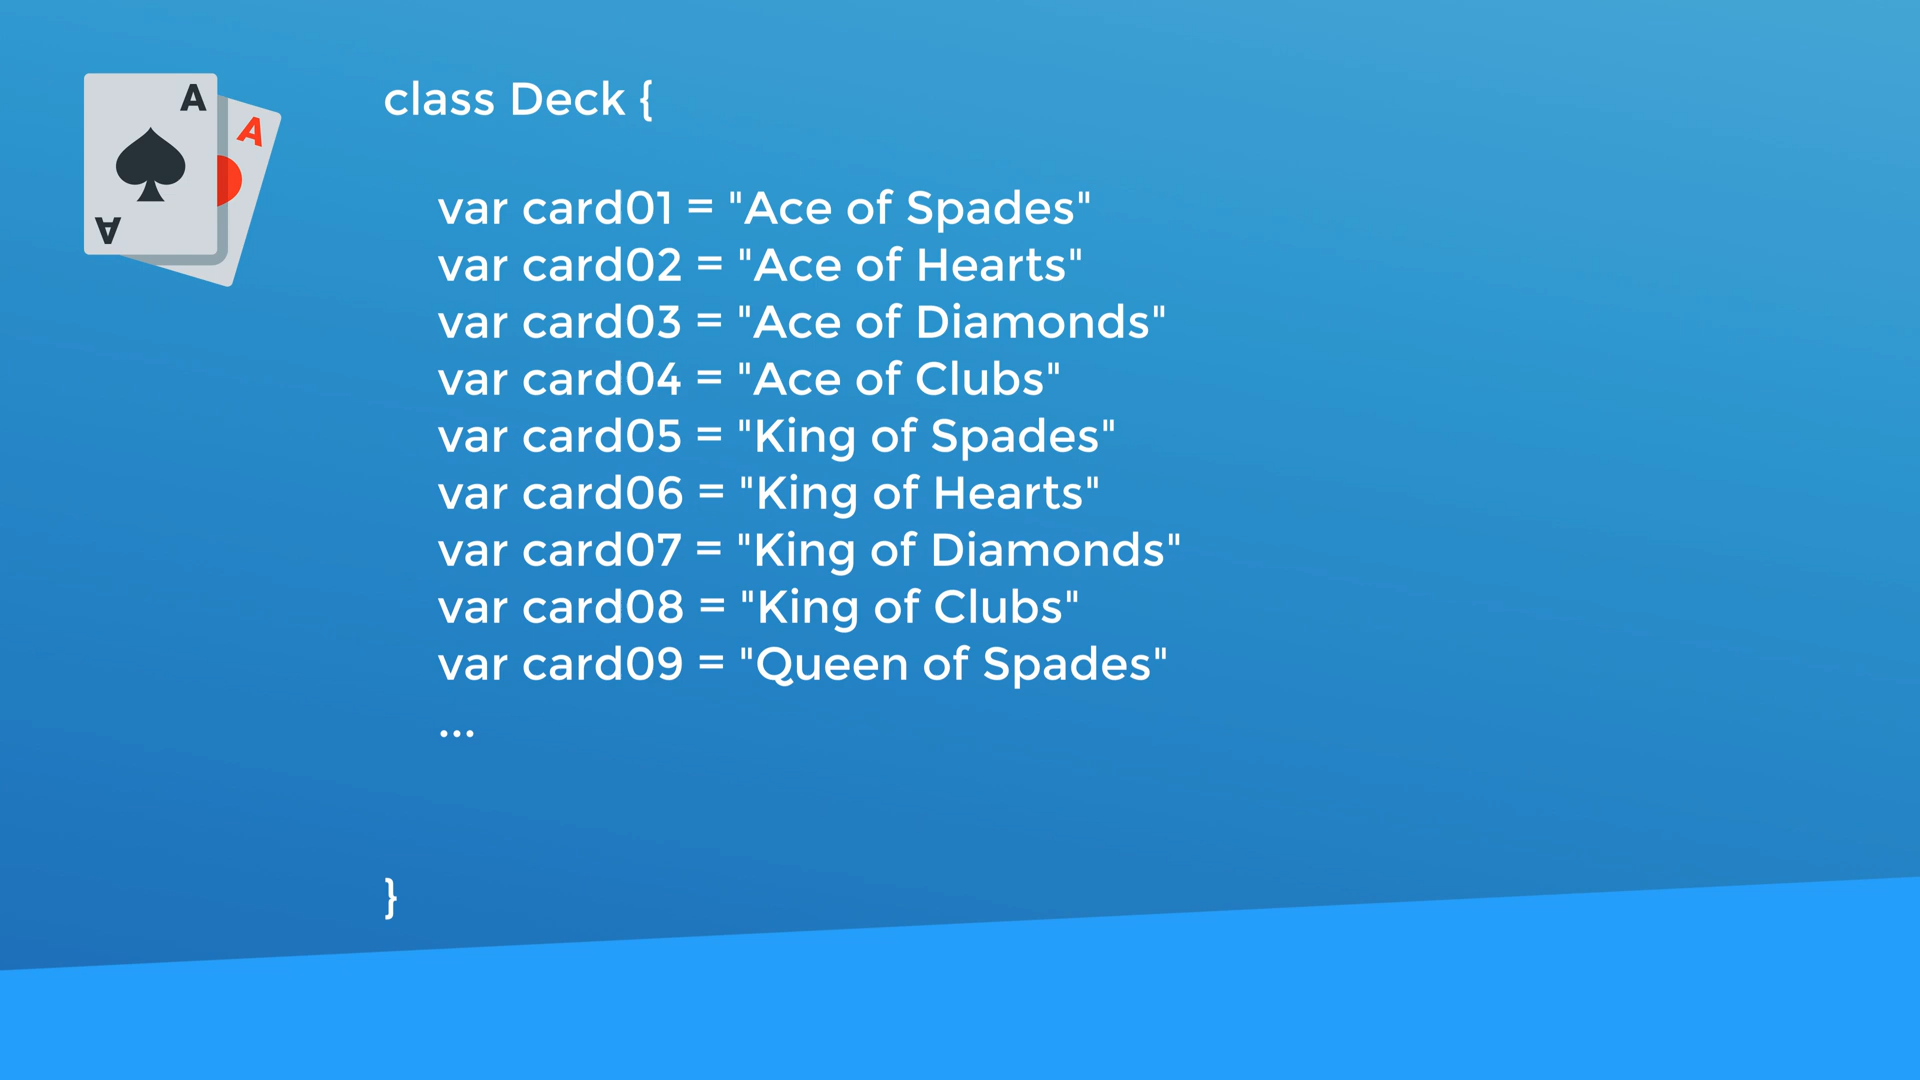 A
A
A
class Deck {
var card01 = "Ace of Spades"
var card02 = "Ace of Hearts"
var card03 = "Ace of Diamonds"
var card04 = "Ace of Clubs"
var card05 = "King of Spades"
var card06 = "King of Hearts"
var card07 = "King of Diamonds"
var card08 = "King of Clubs"
var card09 = "Queen of Spades"
...
}